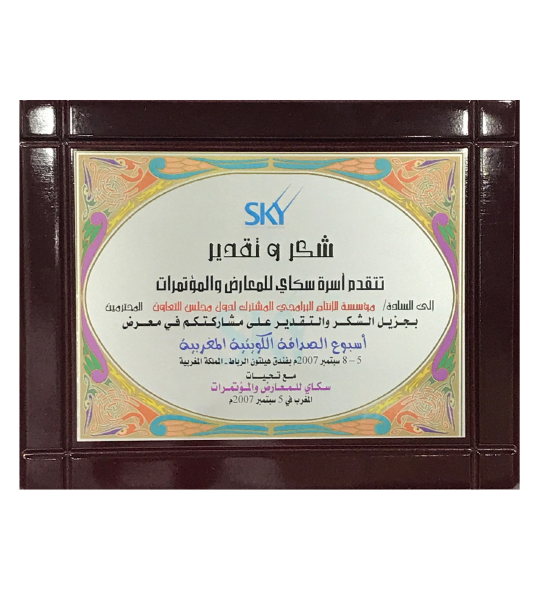 SKY
شكر و تقدير
تتقدم أسرة سكاي للمعارض والمؤتمرات
إلى السادة/ مؤسسة الإنتاج البرامجي المشترك لدول مجلس التعاون المحترمين
بجزيل الشكر والتقدير على مشاركتكم في معرض
أسبوع الصداقة الكويتية المغربية
5 - 8 سبتمبر 2007م بفندق هيلتون الرباط - المملكة المغربية
مع تحيات
سكاي للمعارض والمؤتمرات
المغرب في 5 سبتمبر 2007م